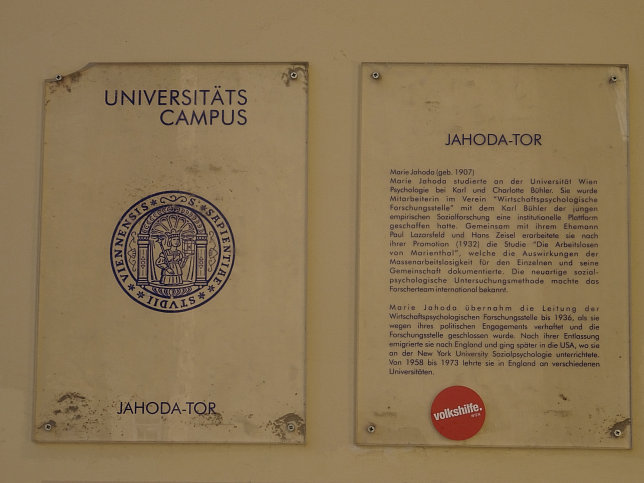 UNIVERSITÄTS
CAMPUS
S. SAPIENTIRE ★ STVDII ★ VIENNENSIS
JAHODA-TOR
JAHODA-TOR
Marie Jahoda (geb. 1907)
Marie Jahoda studierte an der Universität Wien
Psychologie bei Karl und Charlotte Bühler. Sie wurde
Mitarbeiterin im Verein "Wirtschaftspsychologische
Forschungsstelle" mit dem Karl Bühler der jungen
empirischen Sozialforschung eine institutionelle Plattform
geschaffen hatte. Gemeinsam mit ihrem Ehemann
Paul Lazarsfeld und Hans Zeisel erarbeitete sie nach
ihrer Promotion (1932) die Studie "Die Arbeitslosen
von Marienthal", welche die Auswirkungen der
Massenarbeitslosigkeit für den Einzelnen und seine
Gemeinschaft dokumentierte. Die neuartige sozial-
psychologische Untersuchungsmethode machte das
Forscherteam international bekannt.
Marie Jahoda übernahm die Leitung der
Wirtschaftspsychologischen Forschungsstelle bis 1936, als sie
wegen ihres politischen Engagements verhaftet und die
Forschungsstelle geschlossen wurde. Nach ihrer Entlassung
emigrierte sie nach England und ging später in die USA, wo sie
an der New York University Sozialpsychologie unterrichtete.
Von 1958 bis 1973 lehrte sie in England an verschiedenen
Universitäten.
volkshilfe.
WIEN